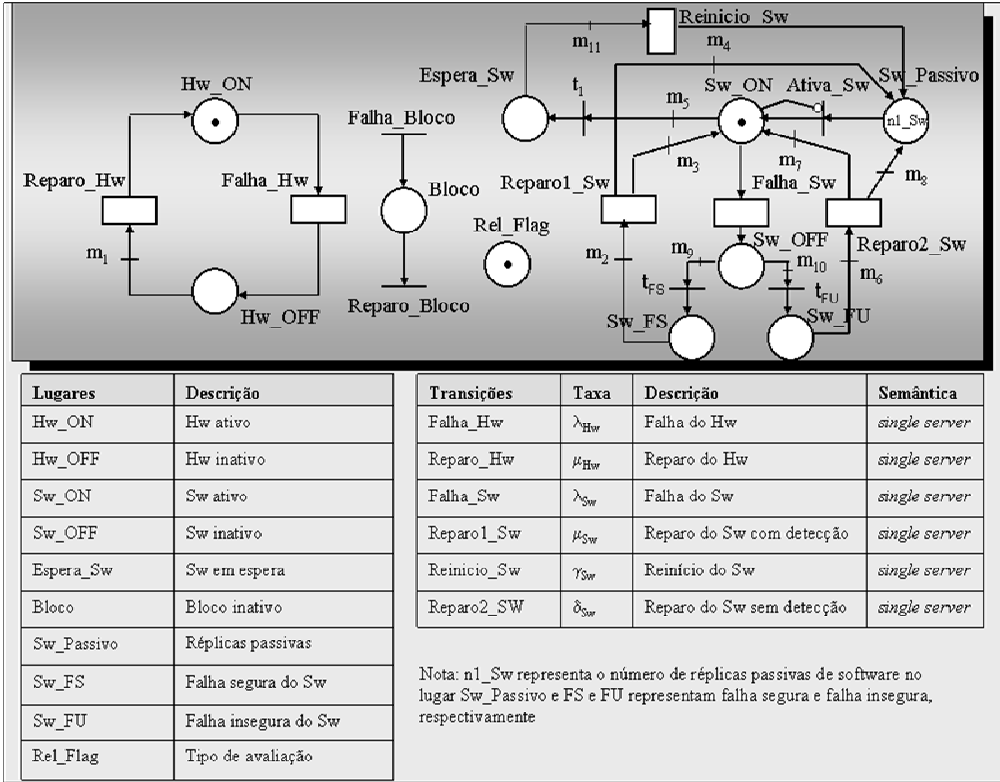 Reinicio_Sw
m11
m4
Espera_Sw
t1
Sw_ON
Ativa_Sw
Sw_Passivo
Hw_ON
m5
n1_Sw
Falha_Bloco
m3
m7
m8
Reparo_Hw
Falha_Hw
Bloco
Reparo1_Sw
Falha_Sw
Rel_Flag
Sw_OFF
Reparo2_Sw
m1
m2
m9
m10
m6
Reparo_Bloco
tFS
tFU
Hw_OFF
Sw_FS
Sw_FU
Lugares Descrição
Hw_ON Hw ativo
Hw_OFF Hw inativo
Sw_ON Sw ativo
Sw_OFF Sw inativo
Espera_Sw Sw em espera
Bloco Bloco inativo
Sw_Passivo Réplicas passivas
Sw_FS Falha segura do Sw
Sw_FU Falha insegura do Sw
Rel_Flag Tipo de avaliação
Transições Taxa Descrição Semântica
Falha_Hw λHw Falha do Hw single server
Reparo_Hw μHw Reparo do Hw single server
Falha_Sw λSw Falha do Sw single server
Reparo1_Sw μSw Reparo do Sw com detecção single server
Reinicio_Sw γSw Reinício do Sw single server
Reparo2_SW δSw Reparo do Sw sem detecção single server
Nota: n1_Sw representa o número de réplicas passivas de software no
lugar Sw_Passivo e FS e FU representam falha segura e falha insegura,
respectivamente